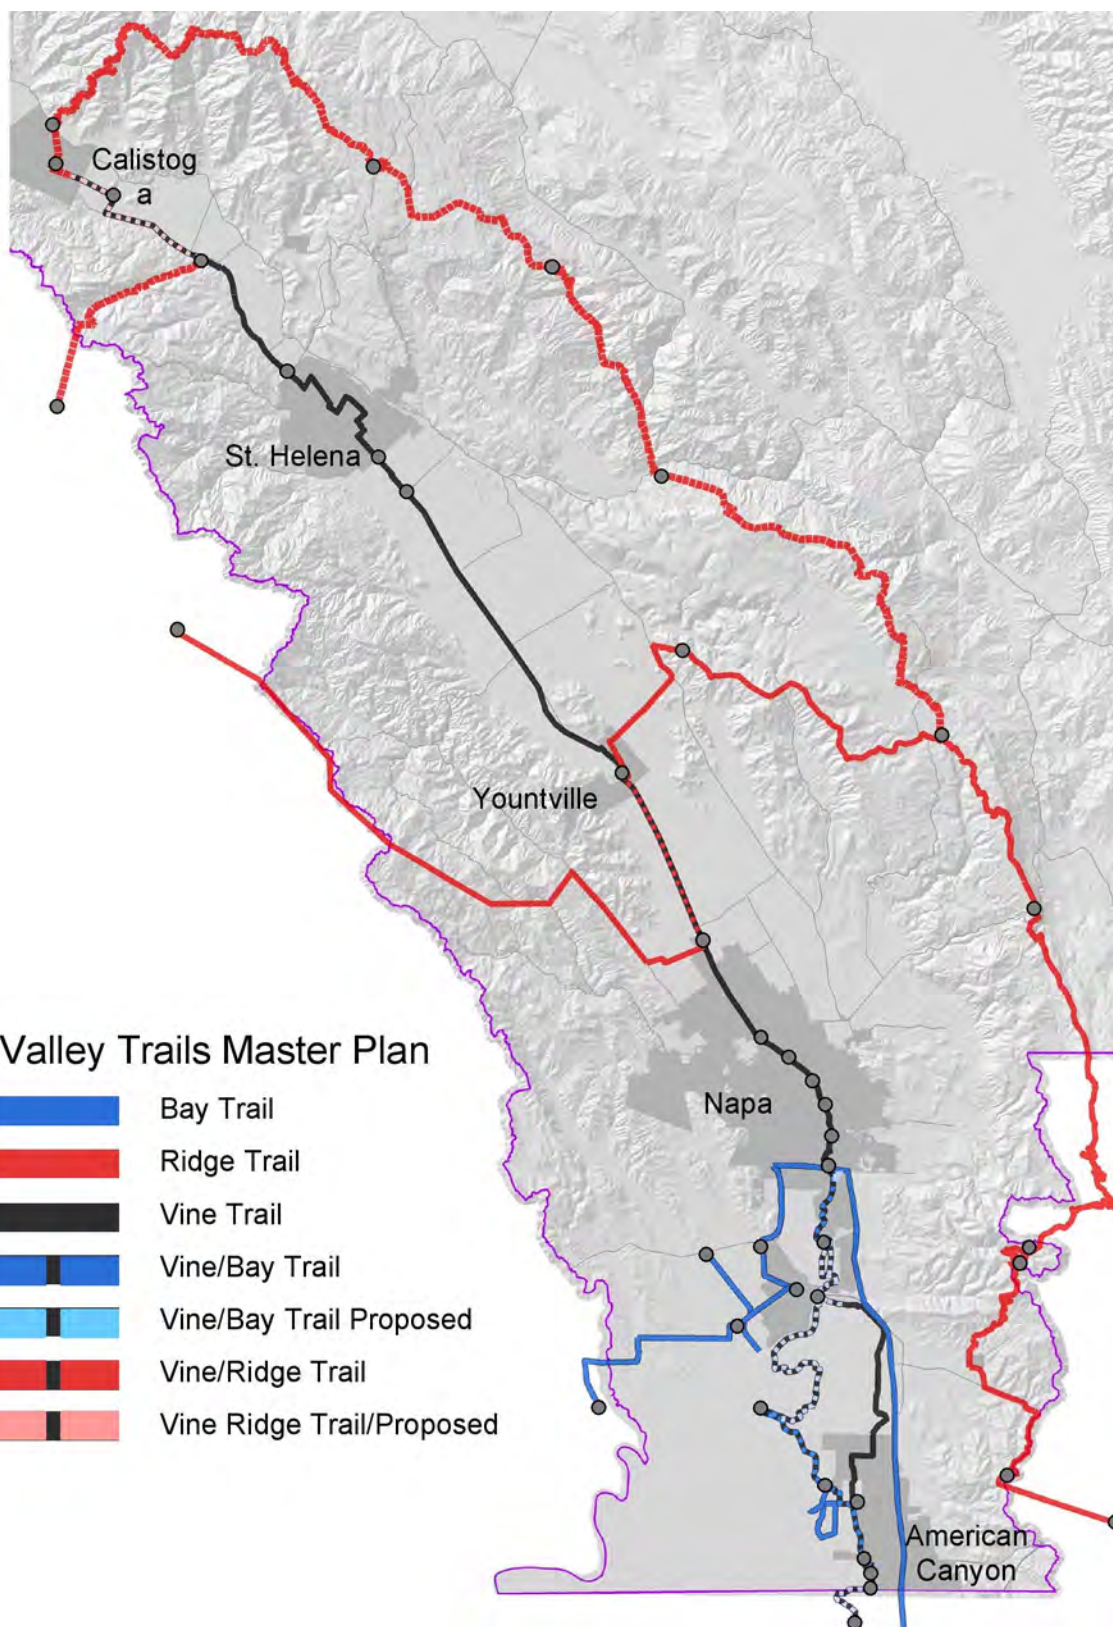 Calistog
a
St. Helena
Yountville
Valley Trails Master Plan
Bay Trail
Ridge Trail
Napa
Vine Trail
Vine/Bay Trail
Vine/Bay Trail Proposed
Vine/Ridge Trail
Vine Ridge Trail/Proposed
American
Canyon